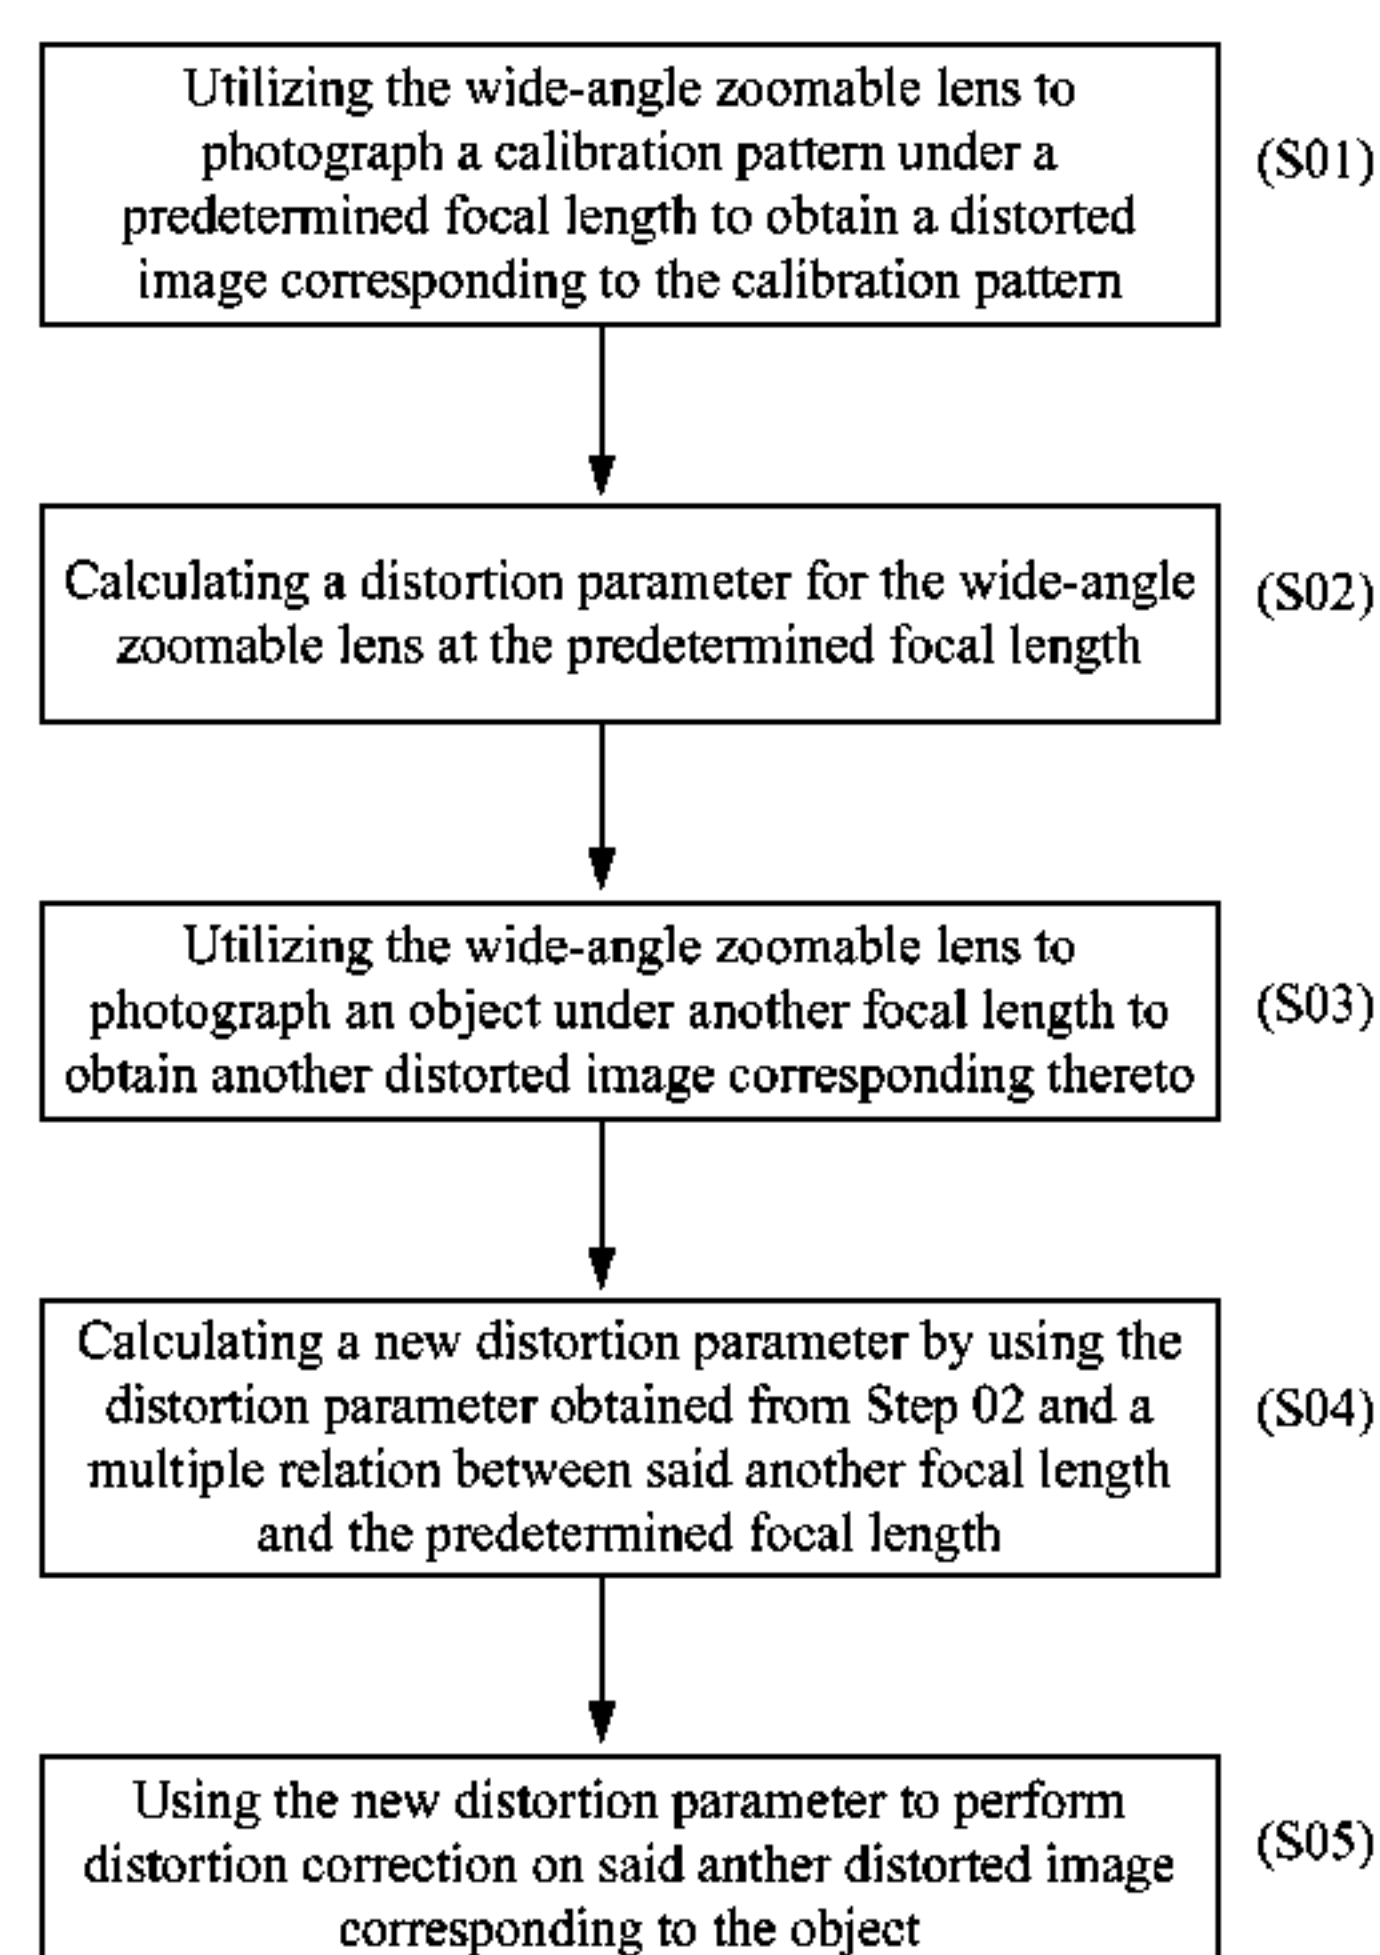 Utilizing the wide-angle zoomable lens to
photograph a calibration pattern under a
predetermined focal length to obtain a distorted
image corresponding to the calibration pattern
(S01)
Calculating a distortion parameter for the wide-angle
zoomable lens at the predetermined focal length
(S02)
Utilizing the wide-angle zoomable lens to
photograph an object under another focal length to
obtain another distorted image corresponding thereto
(S03)
Calculating a new distortion parameter by using the
distortion parameter obtained from Step 02 and a
multiple relation between said another focal length
and the predetermined focal length
(S04)
Using the new distortion parameter to perform
distortion correction on said anther distorted image
corresponding to the object
(S05)